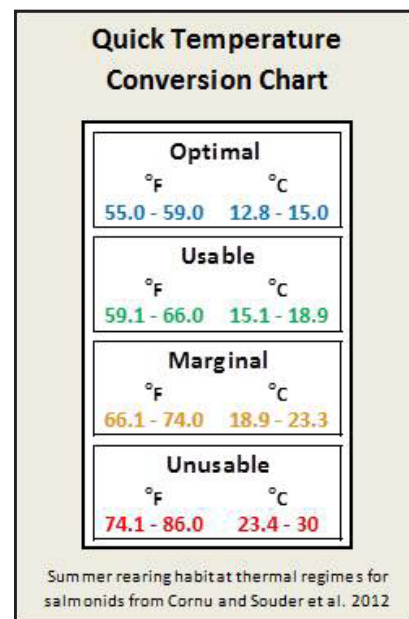 Quick Temperature
Conversion Chart
Optimal
°F °C
55.0 - 59.0 12.8 - 15.0
Usable
°F °C
59.1 - 66.0 15.1 - 18.9
Marginal
°F °C
66.1 - 74.0 18.9 - 23.3
Unusable
°F °C
74.1 - 86.0 23.4 - 30
Summer rearing habitat thermal regimes for
salmonids from Cornu and Souder et al. 2012